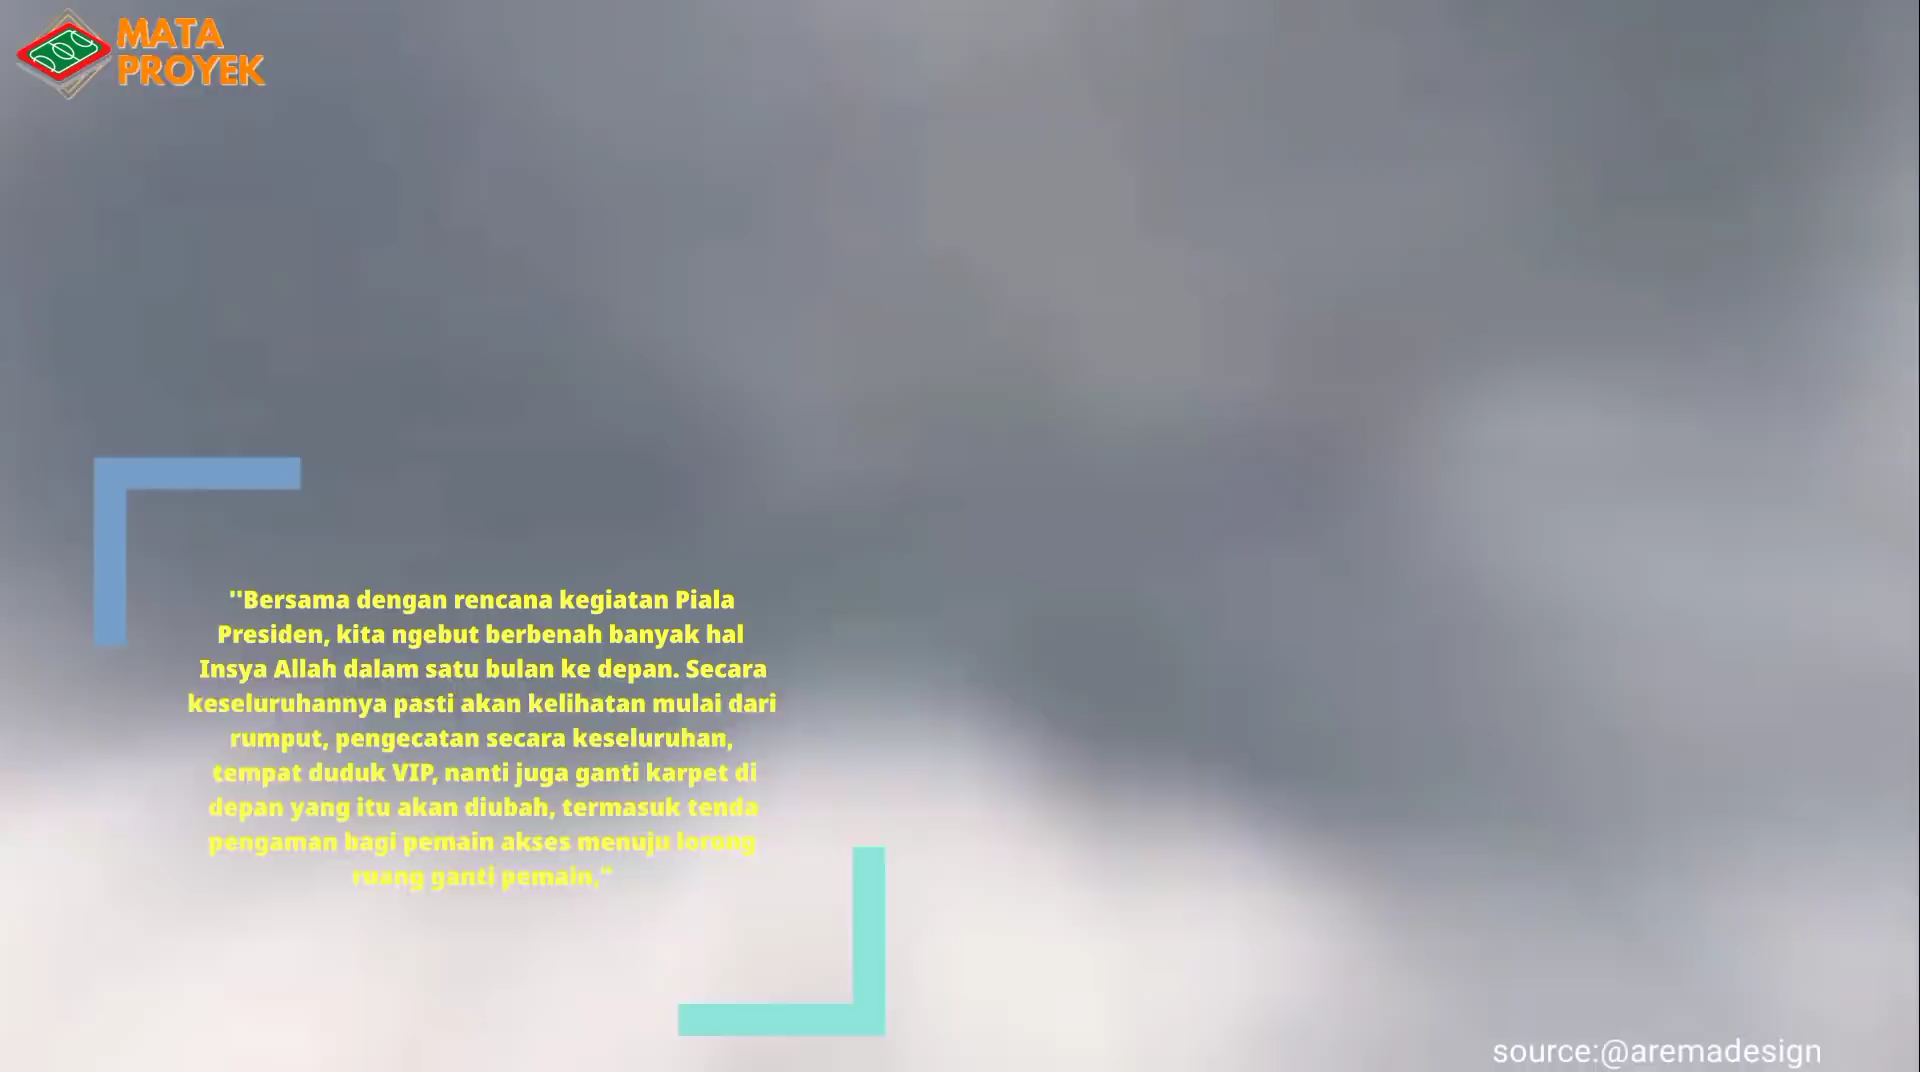 MATA
PROYEK
''Bersama dengan rencana kegiatan Piala
Presiden, kita ngebut berbenah banyak hal
Insya Allah dalam satu bulan ke depan. Secara
keseluruhannya pasti akan kelihatan mulai dari
rumput, pengecatan secara keseluruhan,
tempat duduk VIP, nanti juga ganti karpet di
depan yang itu akan diubah, termasuk tenda
pengaman bagi pemain akses menuju lorong
ruang ganti pemain,"
source:@aremadesign